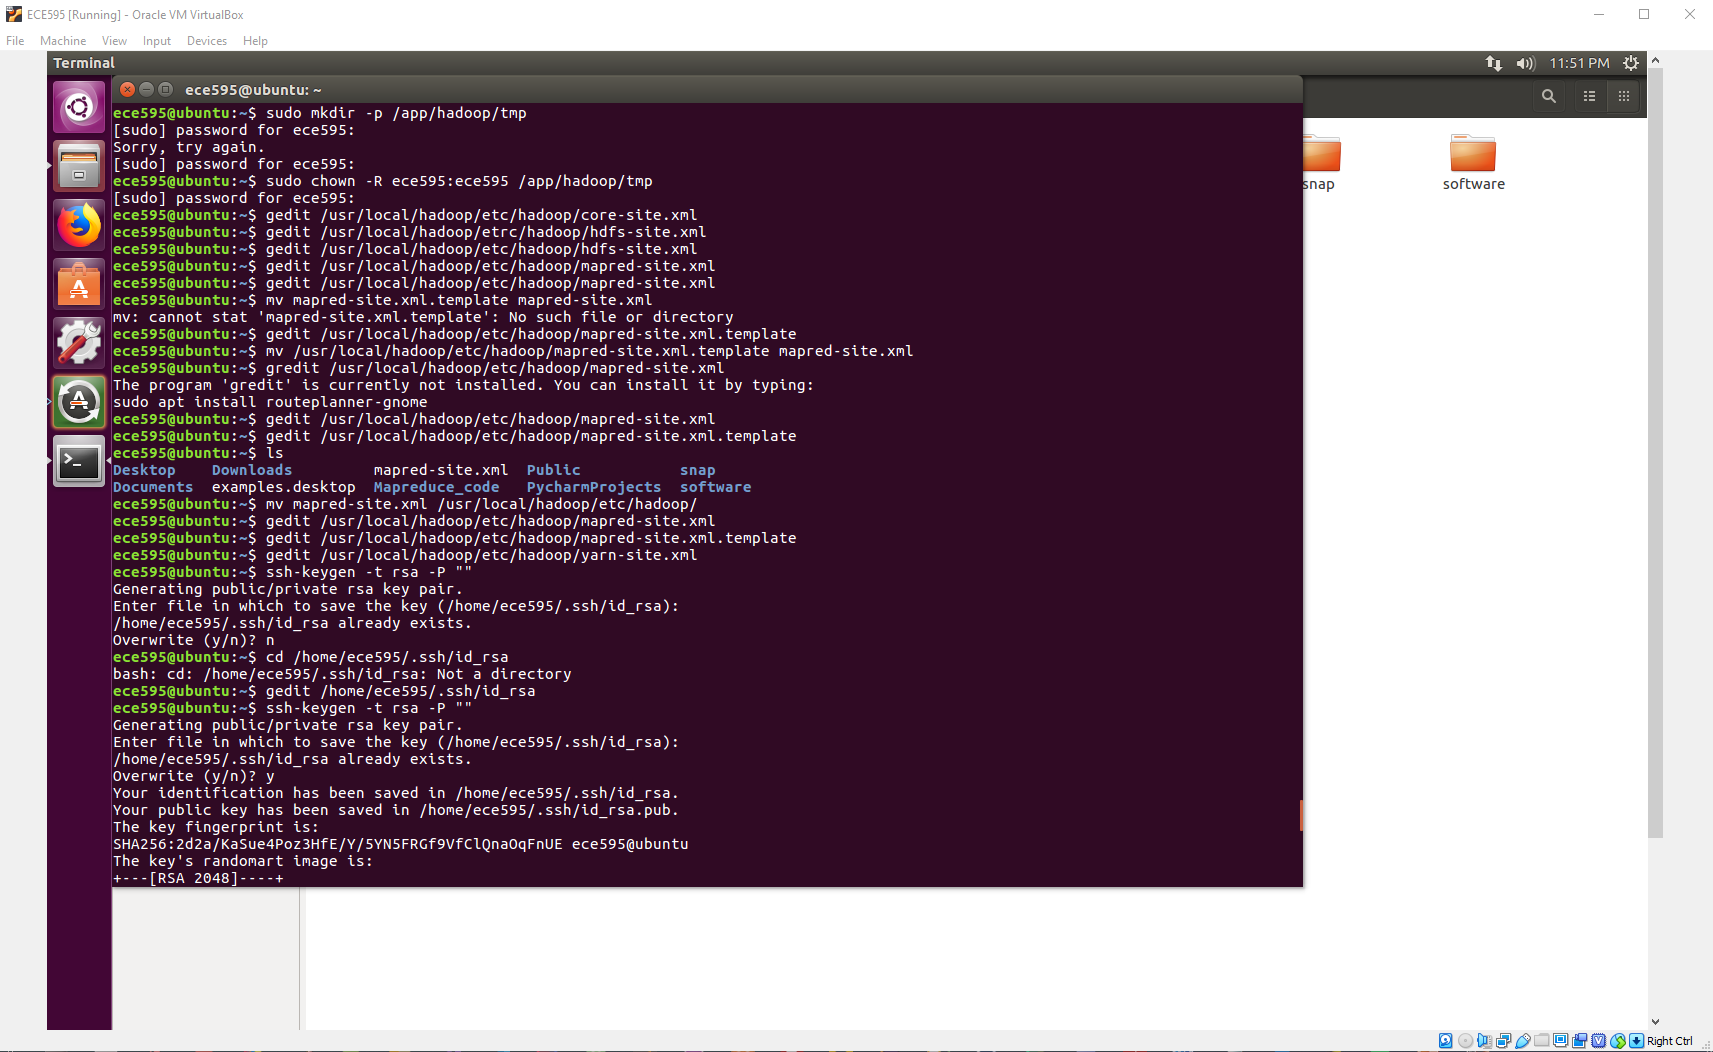 ECE595 [Running] - Oracle VM VirtualBox
File Machine View Input Devices Help
Terminal
11:51 PM
ece595@ubuntu: ~
ece595@ubuntu:~$ sudo mkdir -p /app/hadoop/tmp
[sudo] password for ece595:
Sorry, try again.
[sudo] password for ece595:
ece595@ubuntu:~$ sudo chown -R ece595:ece595 /app/hadoop/tmp
[sudo] password for ece595:
ece595@ubuntu:~$ gedit /usr/local/hadoop/etc/hadoop/core-site.xml
ece595@ubuntu:~$ gedit /usr/local/hadoop/etrc/hadoop/hdfs-site.xml
ece595@ubuntu:~$ gedit /usr/local/hadoop/etc/hadoop/hdfs-site.xml
ece595@ubuntu:~$ gedit /usr/local/hadoop/etc/hadoop/mapred-site.xml
ece595@ubuntu:~$ gedit /usr/local/hadoop/etc/hadoop/mapred-site.xml
ece595@ubuntu:~$ mv mapred-site.xml.template mapred-site.xml
mv: cannot stat 'mapred-site.xml.template': No such file or directory
ece595@ubuntu:~$ gedit /usr/local/hadoop/etc/hadoop/mapred-site.xml.template
ece595@ubuntu:~$ mv /usr/local/hadoop/etc/hadoop/mapred-site.xml.template mapred-site.xml
ece595@ubuntu:~$ gredit /usr/local/hadoop/etc/hadoop/mapred-site.xml
The program 'gredit' is currently not installed. You can install it by typing:
sudo apt install routeplanner-gnome
ece595@ubuntu:~$ gedit /usr/local/hadoop/etc/hadoop/mapred-site.xml
ece595@ubuntu:~$ gedit /usr/local/hadoop/etc/hadoop/mapred-site.xml.template
ece595@ubuntu:~$ ls
Desktop Downloads mapred-site.xml Public snap
Documents examples.desktop Mapreduce_code PycharmProjects software
ece595@ubuntu:~$ mv mapred-site.xml /usr/local/hadoop/etc/hadoop/
ece595@ubuntu:~$ gedit /usr/local/hadoop/etc/hadoop/mapred-site.xml
ece595@ubuntu:~$ gedit /usr/local/hadoop/etc/hadoop/mapred-site.xml.template
ece595@ubuntu:~$ gedit /usr/local/hadoop/etc/hadoop/yarn-site.xml
ece595@ubuntu:~$ ssh-keygen -t rsa -P ""
Generating public/private rsa key pair.
Enter file in which to save the key (/home/ece595/.ssh/id_rsa):
/home/ece595/.ssh/id_rsa already exists.
Overwrite (y/n)? n
ece595@ubuntu:~$ cd /home/ece595/.ssh/id_rsa
bash: cd: /home/ece595/.ssh/id_rsa: Not a directory
ece595@ubuntu:~$ gedit /home/ece595/.ssh/id_rsa
ece595@ubuntu:~$ ssh-keygen -t rsa -P ""
Generating public/private rsa key pair.
Enter file in which to save the key (/home/ece595/.ssh/id_rsa):
/home/ece595/.ssh/id_rsa already exists.
Overwrite (y/n)? y
Your identification has been saved in /home/ece595/.ssh/id_rsa.
Your public key has been saved in /home/ece595/.ssh/id_rsa.pub.
The key fingerprint is:
SHA256:2d2a/KaSue4Poz3HfE/Y/5YN5FRGf9VfClQnaOqFnUE ece595@ubuntu
The key's randomart image is:
+---[RSA 2048]----+
snap
software
Right Ctrl